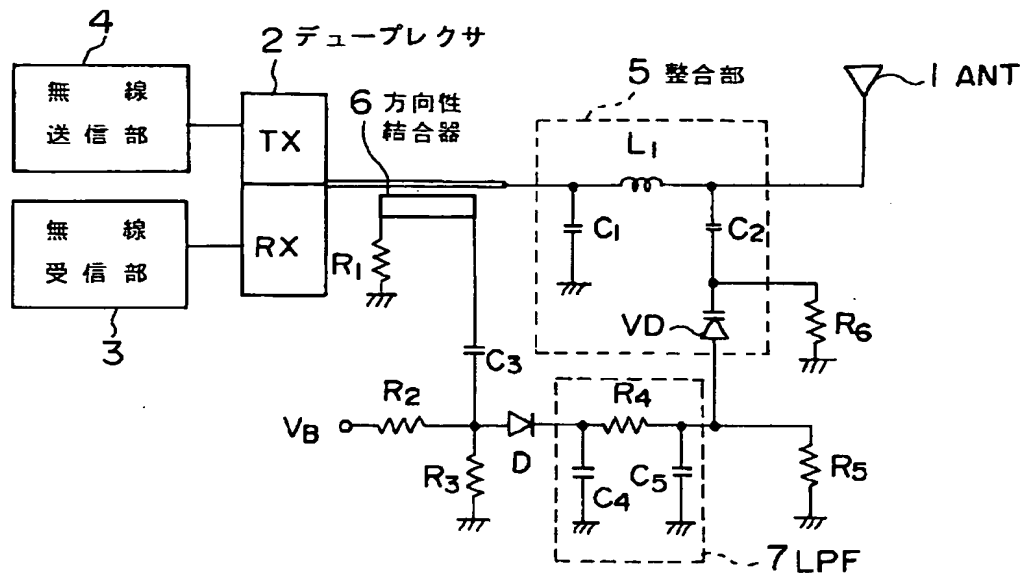 4
無線
送信部
2 デュープレクサ
TX
RX
6 方向性
結合器
5 整合部
1 ANT
L1
C1
C2
無線
受信部
3
R1
VD
R6
C3
R2
VB
R3
D
R4
C4
C5
R5
7 LPF